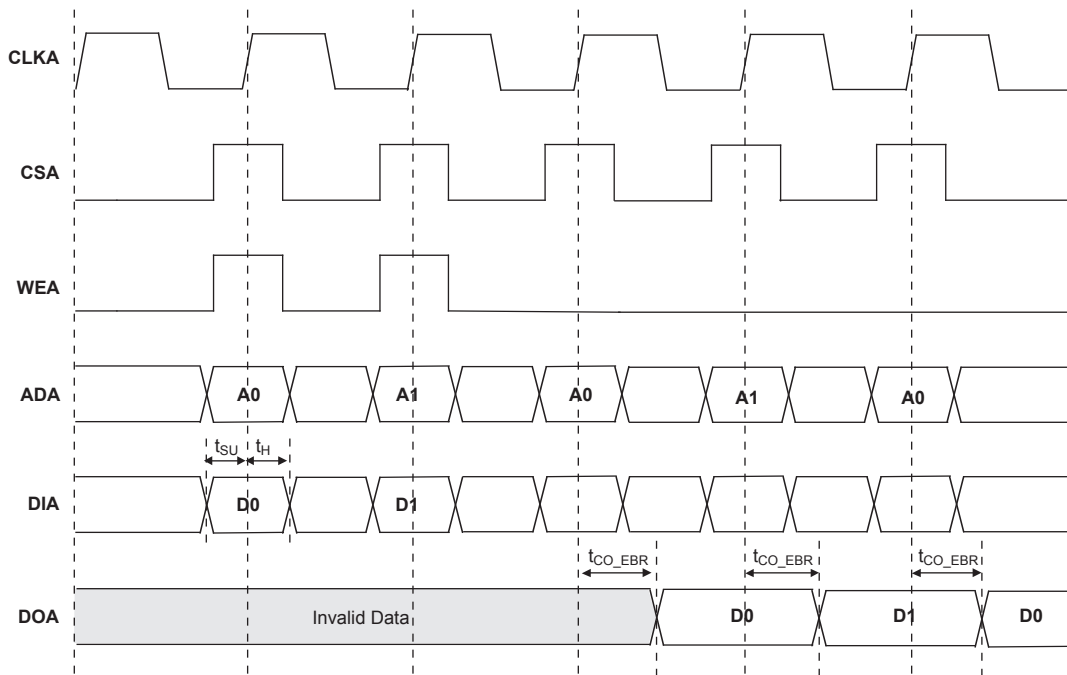 CLKA
CSA
WEA
ADA A0 A1 A0 A1 A0
tSU tH
DIA D0 D1
tCO_EBR tCO_EBR tCO_EBR
DOA Invalid Data D0 D1 D0